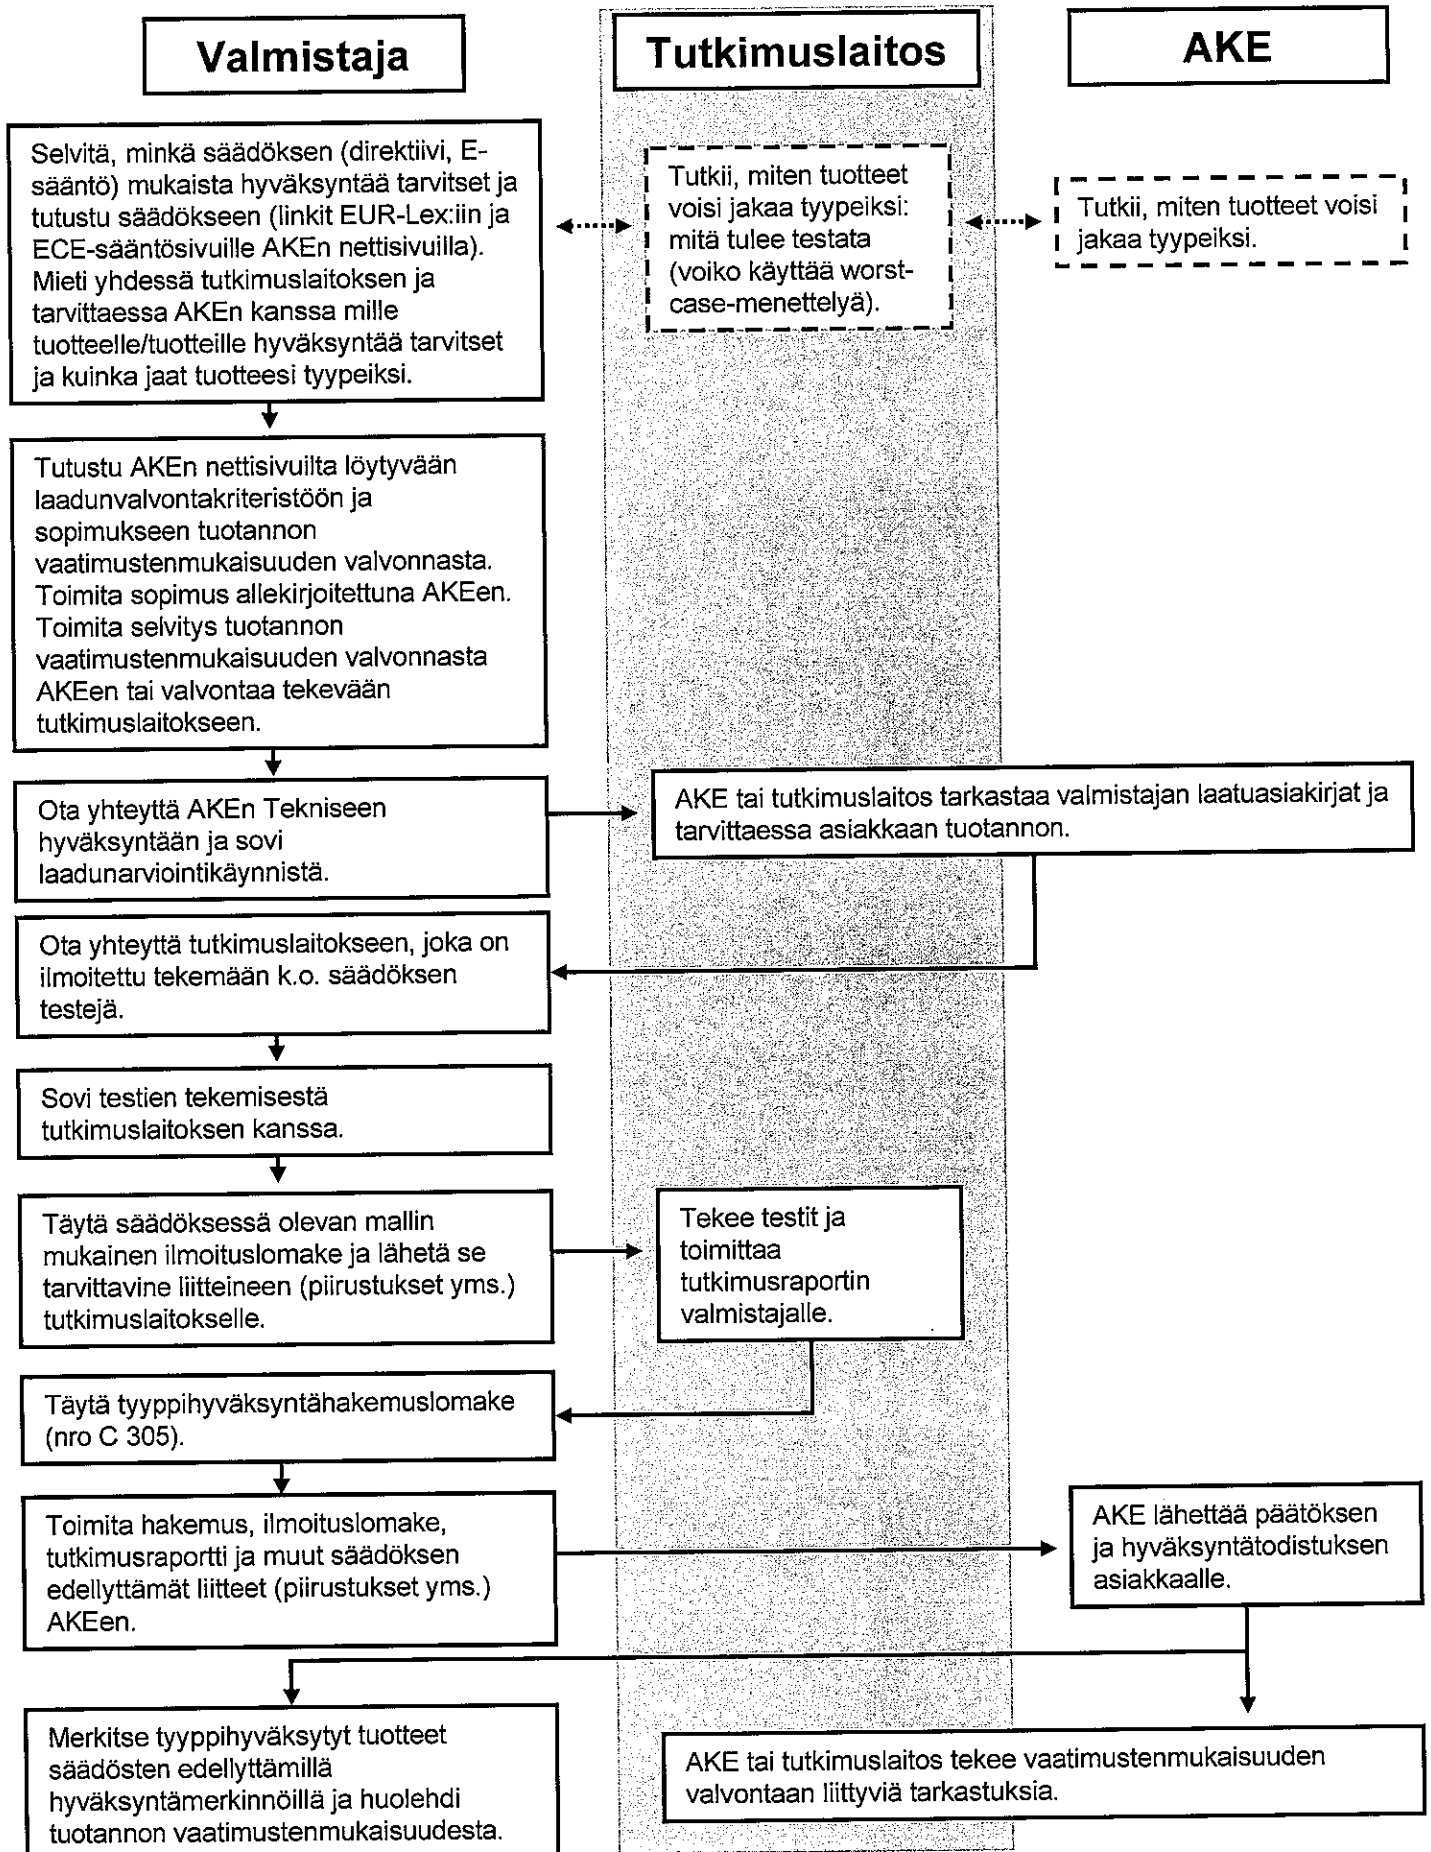 Valmistaja
Tutkimuslaitos
AKE
Selvitä, minkä säädöksen (direktiivi, E-
sääntö) mukaista hyväksyntää tarvitset ja
tutustu säädökseen (linkit EUR-Lex:iin ja
ECE-sääntösivuille AKEn nettisivuilla).
Mieti yhdessä tutkimuslaitoksen ja
tarvittaessa AKEn kanssa mille
tuotteelle/tuotteille hyväksyntää tarvitset
ja kuinka jaat tuotteesi tyypeiksi.
Tutkii, miten tuotteet
voisi jakaa tyypeiksi:
mitä tulee testata
(voiko käyttää worst-
case-menettelyä).
Tutkii, miten tuotteet voisi
jakaa tyypeiksi.
Tutustu AKEn nettisivuilta löytyvään
laadunvalvontakriteristöön ja
sopimukseen tuotannon
vaatimustenmukaisuuden valvonnasta.
Toimita sopimus allekirjoitettuna AKEen.
Toimita selvitys tuotannon
vaatimustenmukaisuuden valvonnasta
AKEen tai valvontaa tekevään
tutkimuslaitokseen.
Ota yhteyttä AKEn Tekniseen
hyväksyntään ja sovi
laadunarviointikäynnistä.
AKE tai tutkimuslaitos tarkastaa valmistajan laatuasiakirjat ja
tarvittaessa asiakkaan tuotannon.
Ota yhteyttä tutkimuslaitokseen, joka on
ilmoitettu tekemään k.o. säädöksen
testejä.
Sovi testien tekemisestä
tutkimuslaitoksen kanssa.
Täytä säädöksessä olevan mallin
mukainen ilmoituslomake ja lähetä se
tarvittavine liitteineen (piirustukset yms.)
tutkimuslaitokselle.
Tekee testit ja
toimittaa
tutkimusraportin
valmistajalle.
Täytä tyyppihyväksyntähakemuslomake
(nro C 305).
Toimita hakemus, ilmoituslomake,
tutkimusraportti ja muut säädöksen
edellyttämät liitteet (piirustukset yms.)
AKEen.
AKE lähettää päätöksen
ja hyväksyntätodistuksen
asiakkaalle.
Merkitse tyyppihyväksytyt tuotteet
säädösten edellyttämillä
hyväksyntämerkinnöillä ja huolehdi
tuotannon vaatimustenmukaisuudesta.
AKE tai tutkimuslaitos tekee vaatimustenmukaisuuden
valvontaan liittyviä tarkastuksia.